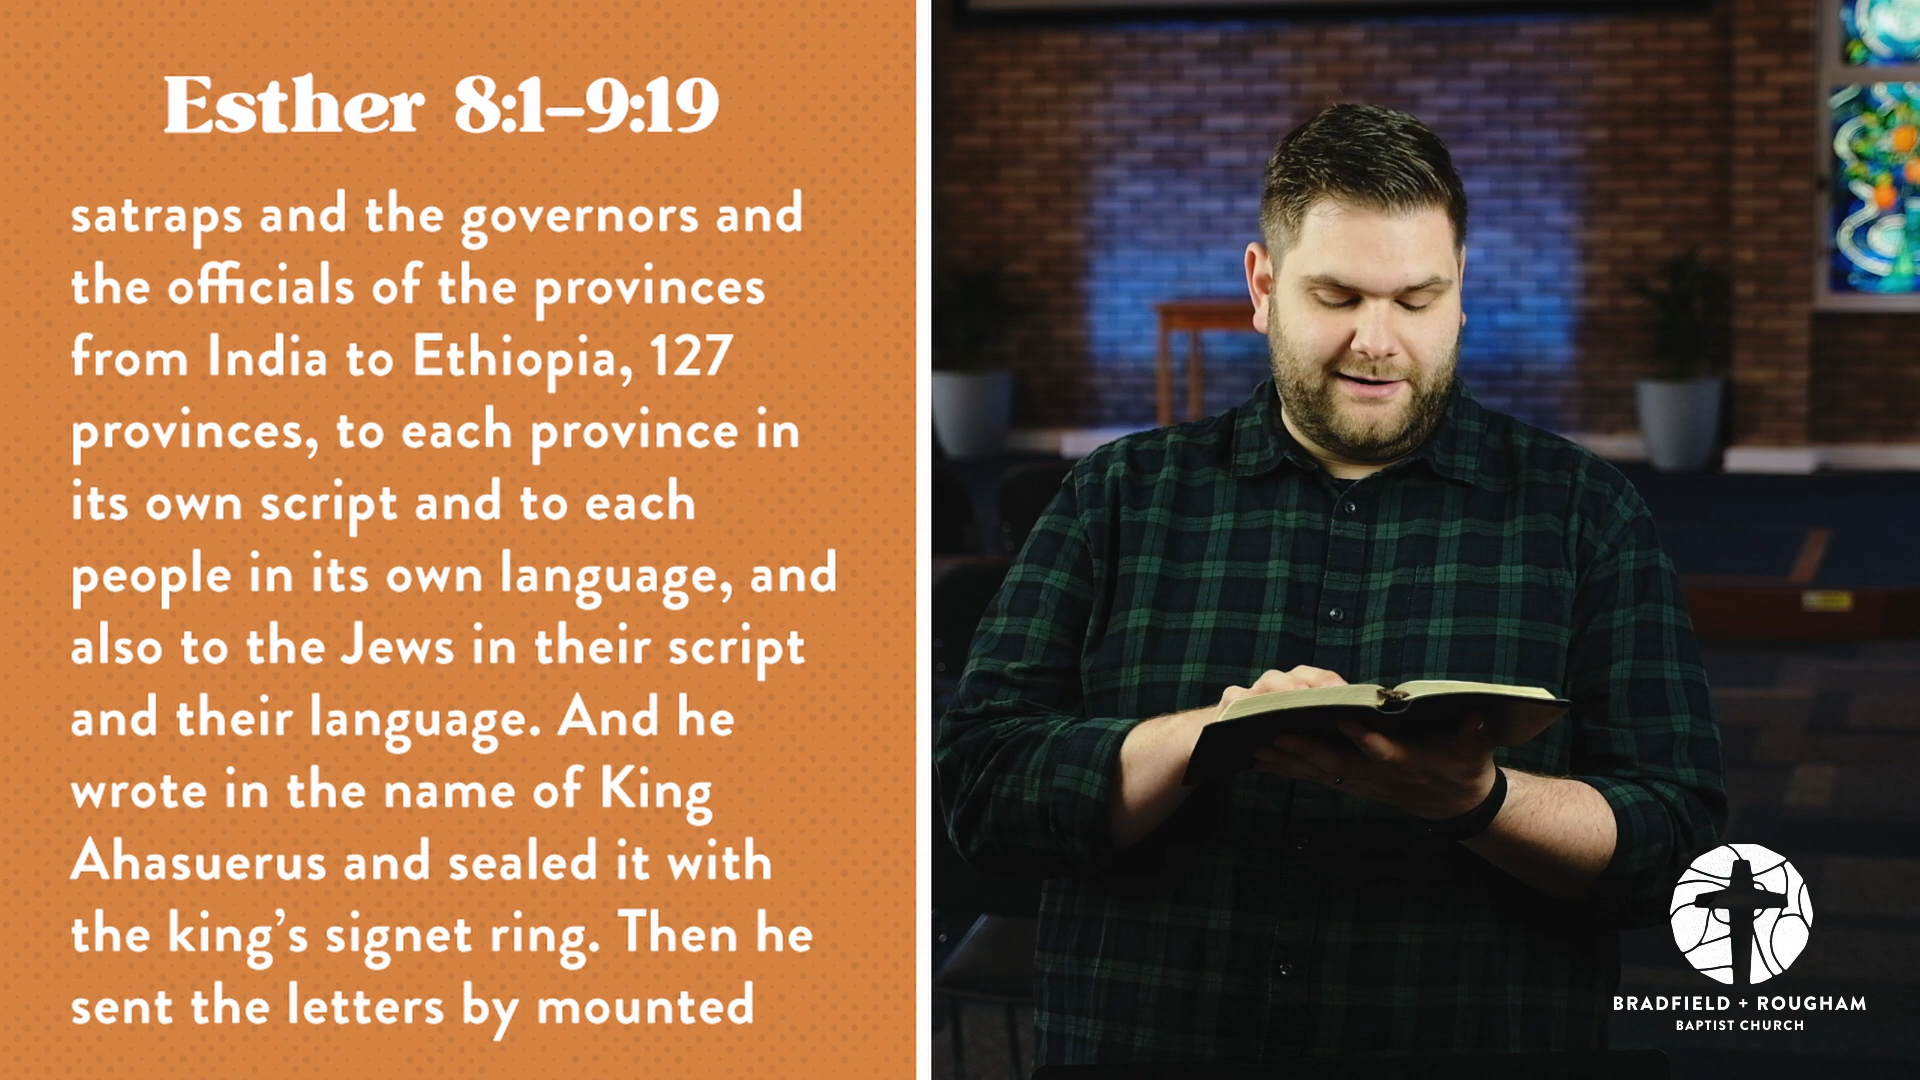 Esther 8:1–9:19
satraps and the governors and
the officials of the provinces
from India to Ethiopia, 127
provinces, to each province in
its own script and to each
people in its own language, and
also to the Jews in their script
and their language. And he
wrote in the name of King
Ahasuerus and sealed it with
the king’s signet ring. Then he
sent the letters by mounted
BRADFIELD + ROUGHAM
BAPTIST CHURCH